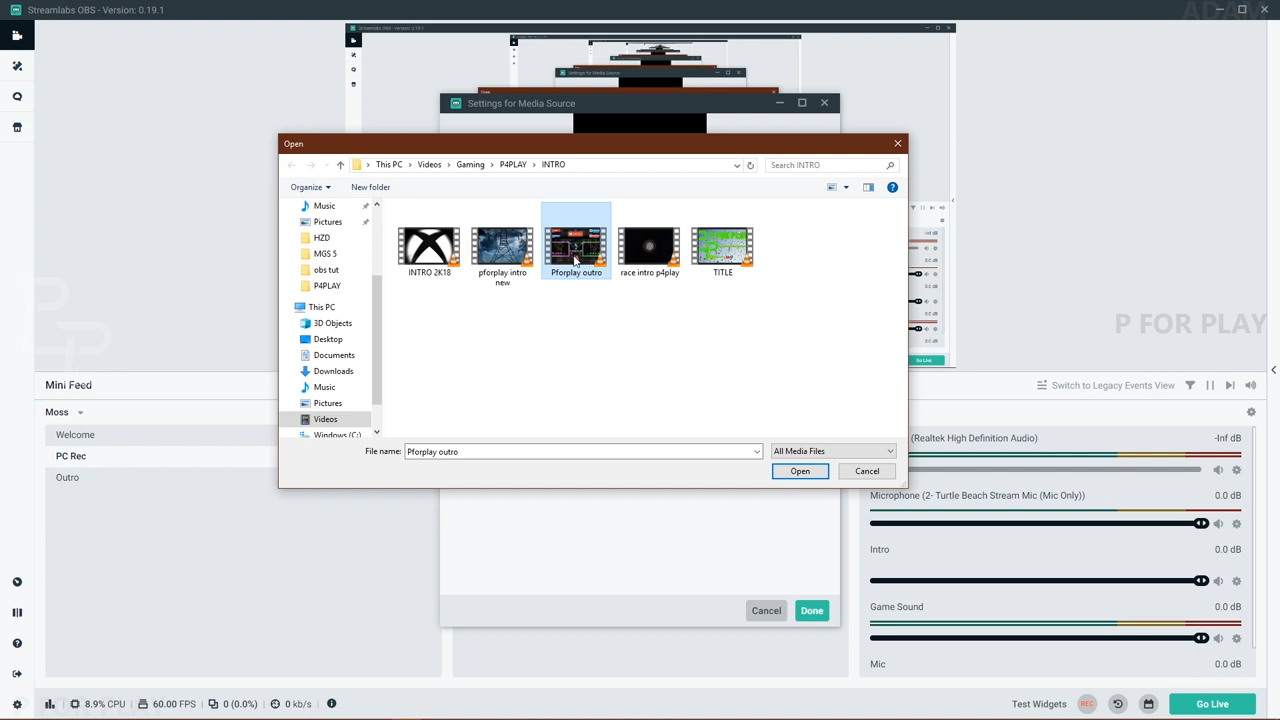 Streamlabs OBS - Version: 0.19.1
Settings for Media Source
Settings for Media Source
Open
This PC > Videos > Gaming > P4PLAY > INTRO
Search INTRO
Organize
New folder
Music
Pictures
HZD
MGS 5
obs tut
P4PLAY
This PC
3D Objects
Desktop
Documents
Downloads
Music
Pictures
Videos
Windows (C:)
INTRO 2K18
pforplay intro
new
Pforplay outro
race intro p4play
TITLE
File name: Pforplay outro
All Media Files
Open
Cancel
P FOR PLAY
Mini Feed
Switch to Legacy Events View
Moss
Welcome
PC Rec
Outro
(Realtek High Definition Audio)
-Inf dB
Microphone (2- Turtle Beach Stream Mic (Mic Only))
0.0 dB
Intro
0.0 dB
Game Sound
0.0 dB
Mic
0.0 dB
Cancel
Done
8.9% CPU
60.00 FPS
0 (0.0%)
0 kb/s
Test Widgets
REC
Go Live